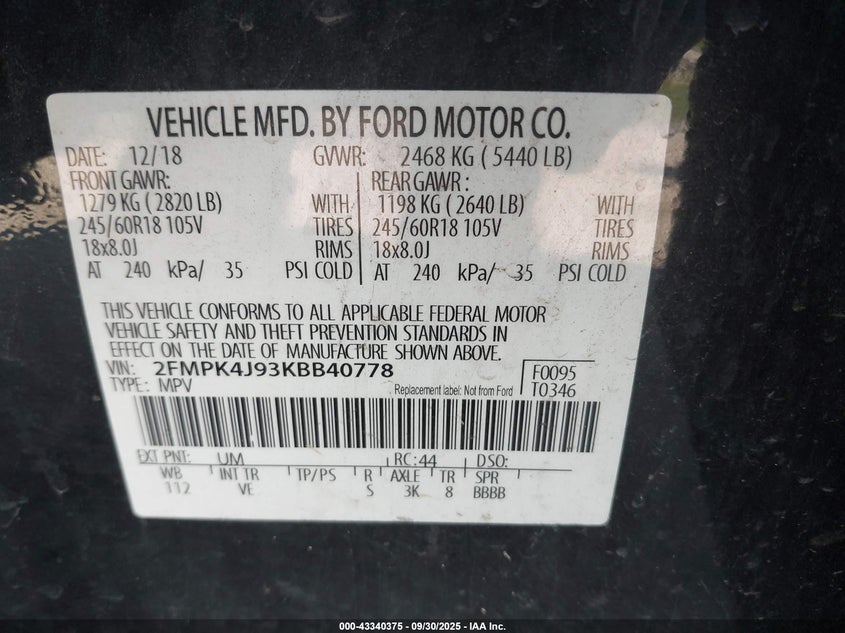 VEHICLE MFD. BY FORD MOTOR CO.
DATE: 12/18 GVWR: 2468 KG ( 5440 LB)
FRONT GAWR: REAR GAWR :
1279 KG ( 2820 LB) WITH 1198 KG ( 2640 LB) WITH
245/60R18 105V TIRES 245/60R18 105V TIRES
18x8.0J RIMS 18x8.0J RIMS
AT 240 kPa/ 35 PSI COLD AT 240 kPa/ 35 PSI COLD
THIS VEHICLE CONFORMS TO ALL APPLICABLE FEDERAL MOTOR
VEHICLE SAFETY AND THEFT PREVENTION STANDARDS IN
EFFECT ON THE DATE OF MANUFACTURE SHOWN ABOVE.
VIN: 2FMPK4J93KBB40778 F0095
TYPE: MPV Replacement label: Not from Ford T0346
EXT PNT: UM RC: 44 DSO:
WB INT TR TP/PS R AXLE TR SPR
112 VE S 3K 8 BBBB
000-43340375 - 09/30/2025 - IAA Inc.